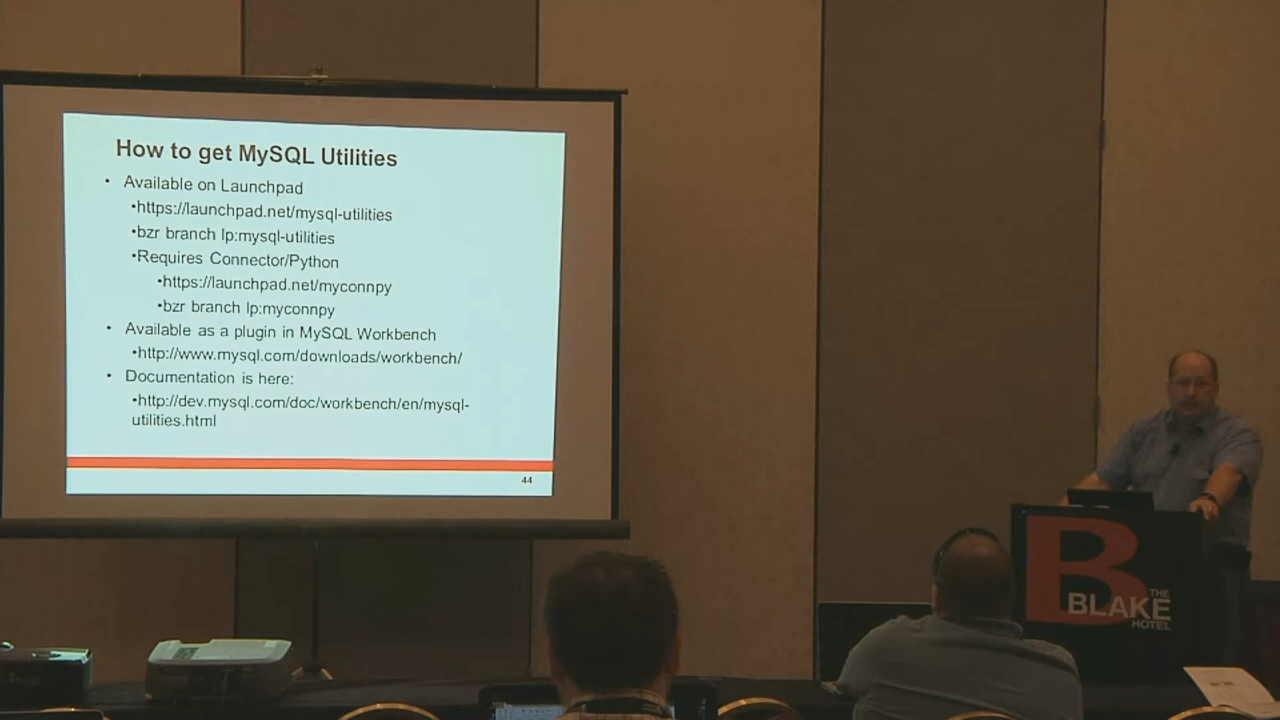 How to get MySQL Utilities
• Available on Launchpad
•https://launchpad.net/mysql-utilities
•bzr branch lp:mysql-utilities
•Requires Connector/Python
•https://launchpad.net/myconnpy
•bzr branch lp:myconnpy
• Available as a plugin in MySQL Workbench
•http://www.mysql.com/downloads/workbench/
• Documentation is here:
•http://dev.mysql.com/doc/workbench/en/mysql-
utilities.html
44
B
THE
BLAKE
HOTEL